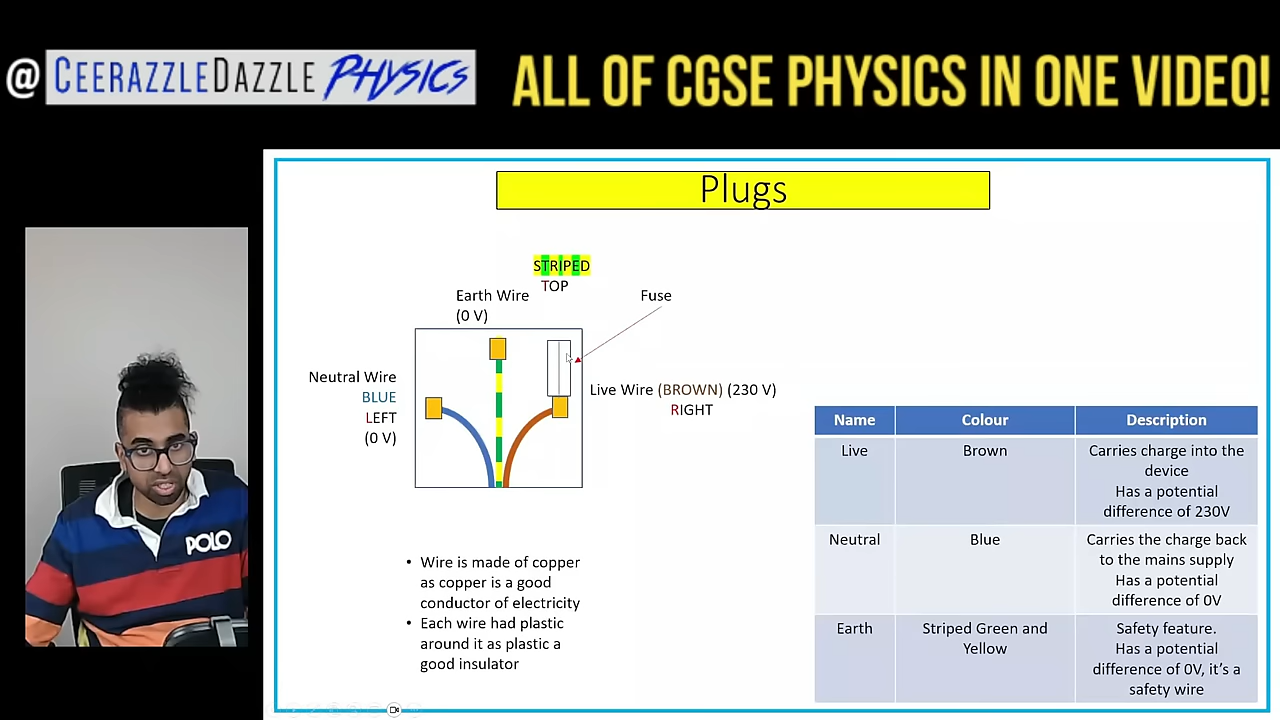 @ CEERAZZLEDAZZLE PHYSICS
ALL OF CGSE PHYSICS IN ONE VIDEO!
Plugs
STRIPED
TOP
Earth Wire
(0 V)
Fuse
Neutral Wire
BLUE
LEFT
(0 V)
Live Wire (BROWN) (230 V)
RIGHT
Name Colour Description
Live Brown Carries charge into the
device
Has a potential
difference of 230V
Neutral Blue Carries the charge back
to the mains supply
Has a potential
difference of 0V
Earth Striped Green and Safety feature.
Yellow Has a potential
difference of 0V, it's a
safety wire
• Wire is made of copper
as copper is a good
conductor of electricity
• Each wire had plastic
around it as plastic a
good insulator
POLO